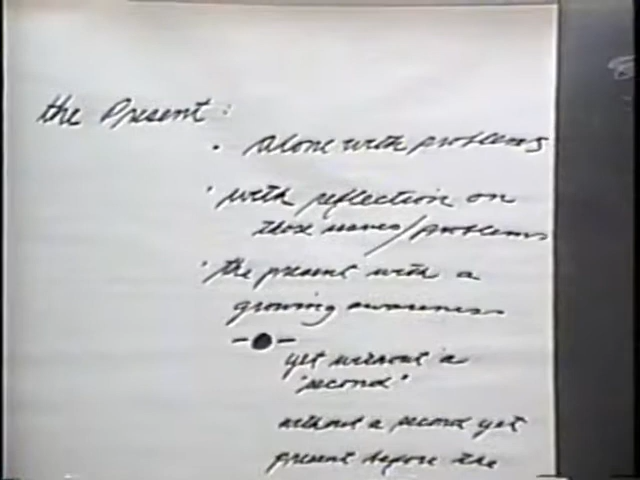 the Present:
· Alone with problems
· with reflection on
those issues/problems
· the present with a
growing awareness
yet without a
"second"
without a second yet
present before the